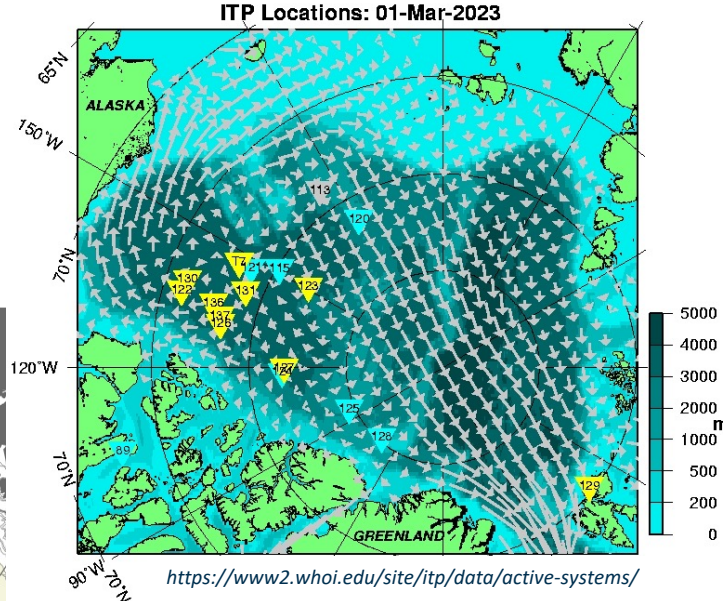 ITP Locations: 01-Mar-2023
65°N
ALASKA
150°W
113
120
T7
121
115
130
122
131
123
136
137
126
70°N
120°W
125
128
89
70°N
129
GREENLAND
90°W
70°N
5000
4000
3000
2000
m
1000
500
200
0
https://www2.whoi.edu/site/itp/data/active-systems/